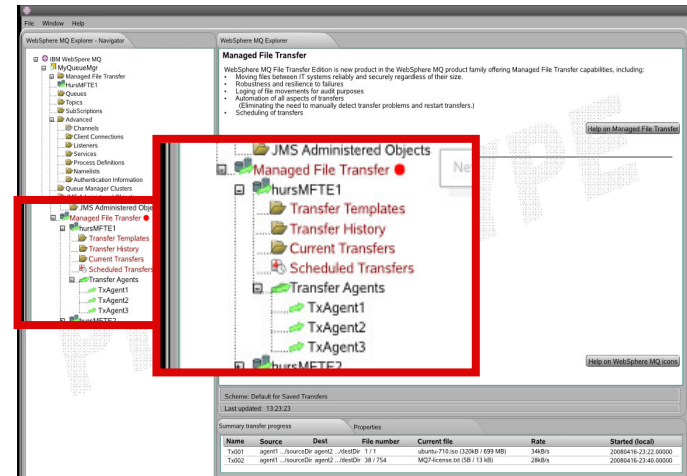 File Window Help
WebSphere MQ Explorer - Navigator
IBM WebSpere MQ
MyQueueMgr
Managed File Transfer
HursMFTE1
Queues
Topics
SubScriptions
Advanced
Channels
Client Connections
Listeners
Services
Process Definitions
Namelists
Authentication Information
Queue Manager Clusters
JMS Administered Obje
Managed File Transfer
hursMFTE1
Transfer Templates
Transfer History
Current Transfers
Scheduled Transfers
Transfer Agents
TxAgent1
TxAgent2
TxAgent3
hursMFTE2
WebSphere MQ Explorer
Managed File Transfer
WebSphere MQ File Transfer Edition is new product in the WebSphere MQ product family offering Managed File Transfer capabilities, including:
• Moving files between IT systems reliably and securely regardless of their size.
• Robustness and resilience to failures
• Loging of file movements for audit purposes
• Automation of all aspects of transfers
(Eliminating the need to manually detect transfer problems and restart transfers.)
• Scheduling of transfers
Help on Managed File Transfer
JMS Administered Objects
Managed File Transfer
hursMFTE1
Transfer Templates
Transfer History
Current Transfers
Scheduled Transfers
Transfer Agents
TxAgent1
TxAgent2
TxAgent3
hursMFTE2
Help on WebSphere MQ icons
Scheme: Default for Saved Transfers
Last updated: 13:23:23
Summary transfer progress Properties
Name Source Dest File number Current file Rate Started (local)
Tx001 agent1 .../sourceDir agent2 .../destDir 1 / 1 ubuntu-710.iso (320kB / 699 MB) 34kB/s 20080416-23:22.00000
Tx002 agent1 .../sourceDir agent2 .../destDir 38 / 754 MQ7-license.txt (5B / 13 kB) 28kB/s 20080416-23:40.00000